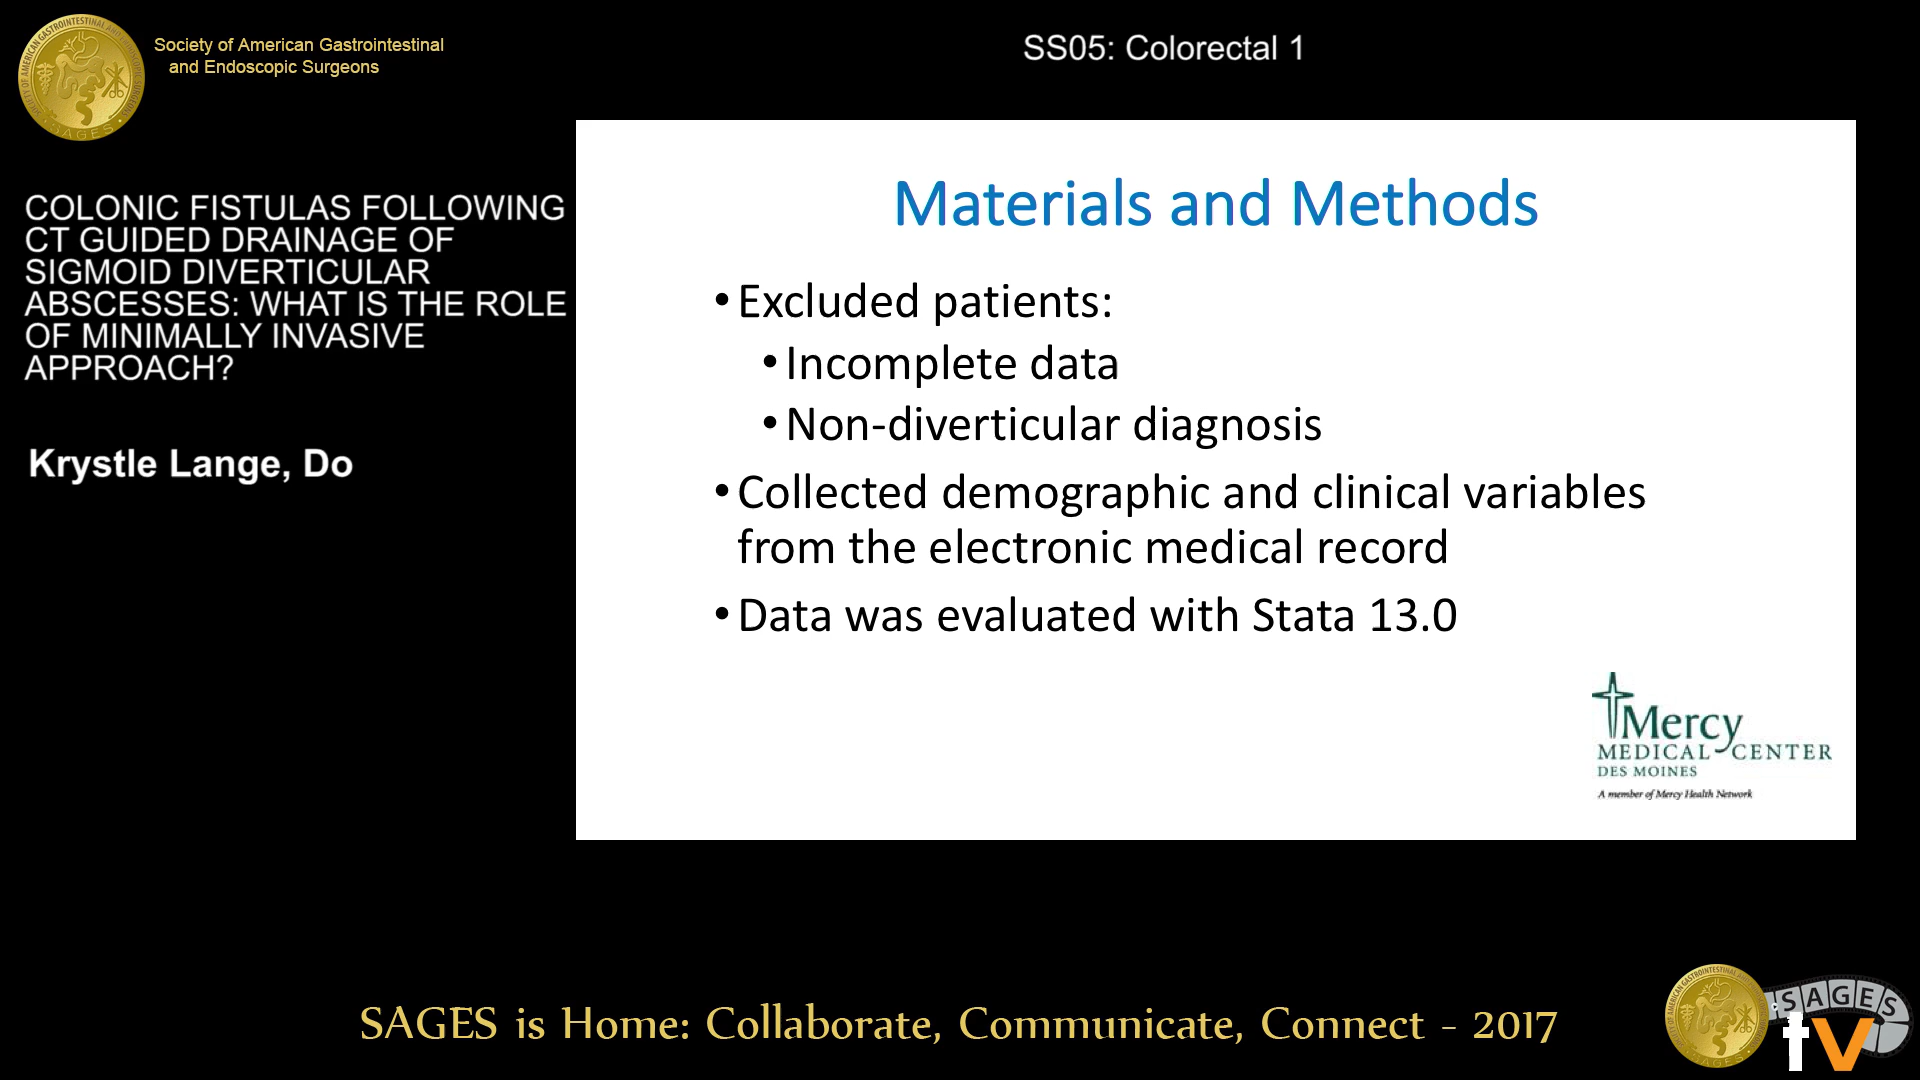 Society of American Gastrointestinal
and Endoscopic Surgeons
SS05: Colorectal 1
COLONIC FISTULAS FOLLOWING
CT GUIDED DRAINAGE OF
SIGMOID DIVERTICULAR
ABSCESSES: WHAT IS THE ROLE
OF MINIMALLY INVASIVE
APPROACH?
Krystle Lange, Do
Materials and Methods
•Excluded patients:
•Incomplete data
•Non-diverticular diagnosis
•Collected demographic and clinical variables
from the electronic medical record
•Data was evaluated with Stata 13.0
Mercy
MEDICAL CENTER
DES MOINES
A member of Mercy Health Network
SAGES is Home: Collaborate, Communicate, Connect - 2017
SAGES
tV